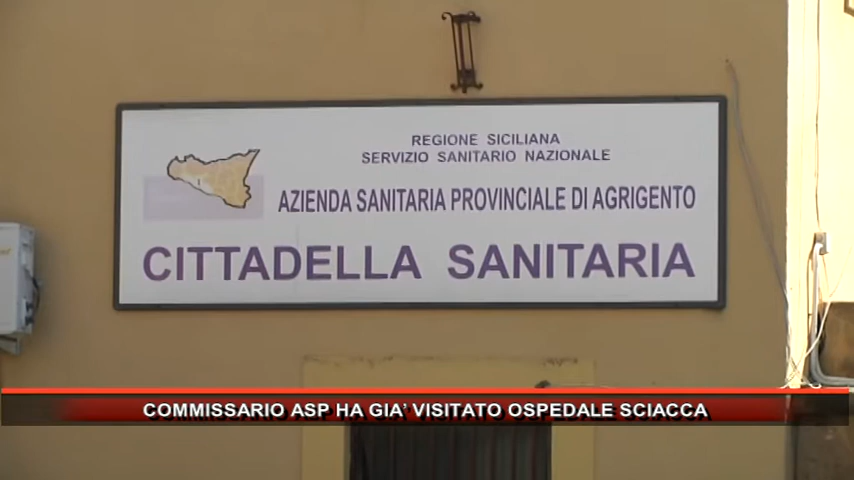 REGIONE SICILIANA
SERVIZIO SANITARIO NAZIONALE
AZIENDA SANITARIA PROVINCIALE DI AGRIGENTO
CITTADELLA SANITARIA
COMMISSARIO ASP HA GIA' VISITATO OSPEDALE SCIACCA